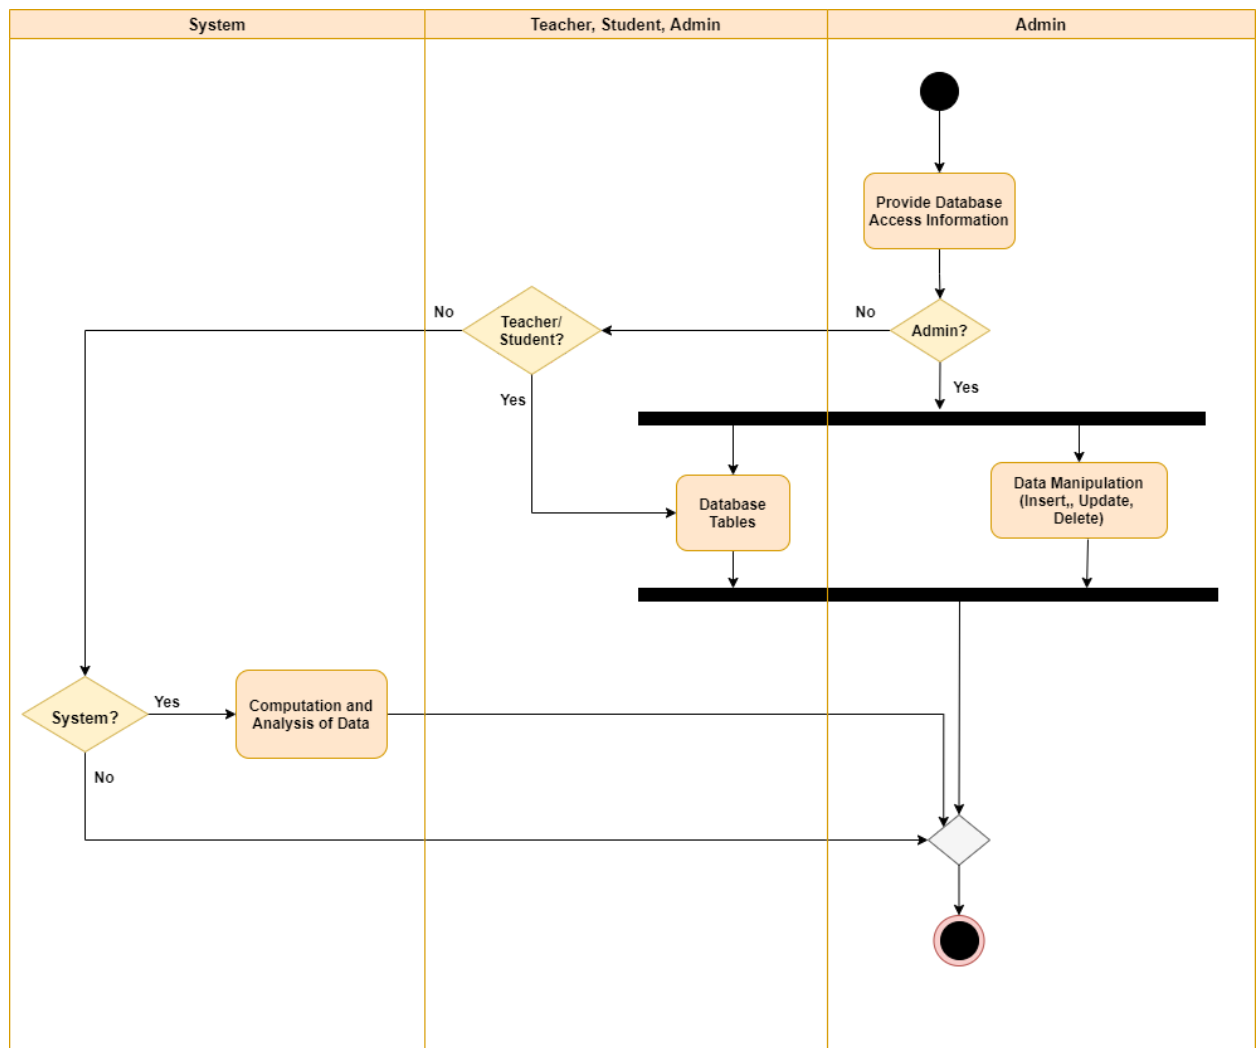 System
Teacher, Student, Admin
Admin
Provide Database
Access Information
No
Teacher/
Student?
No
Admin?
Yes
Yes
Database
Tables
Data Manipulation
(Insert,, Update,
Delete)
System?
Yes
Computation and
Analysis of Data
No